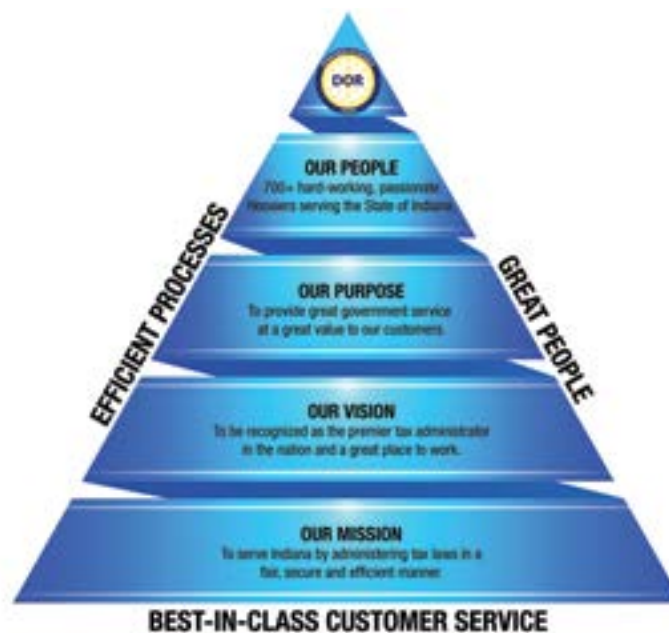 DOR
OUR PEOPLE
700+ hard-working, passionate
Hoosiers serving the State of Indiana
EFFICIENT PROCESSES
GREAT PEOPLE
OUR PURPOSE
To provide great government service
at a great value to our customers.
OUR VISION
To be recognized as the premier tax administrator
in the nation and a great place to work.
OUR MISSION
To serve Indiana by administering tax laws in a
fair, secure and efficient manner.
BEST-IN-CLASS CUSTOMER SERVICE